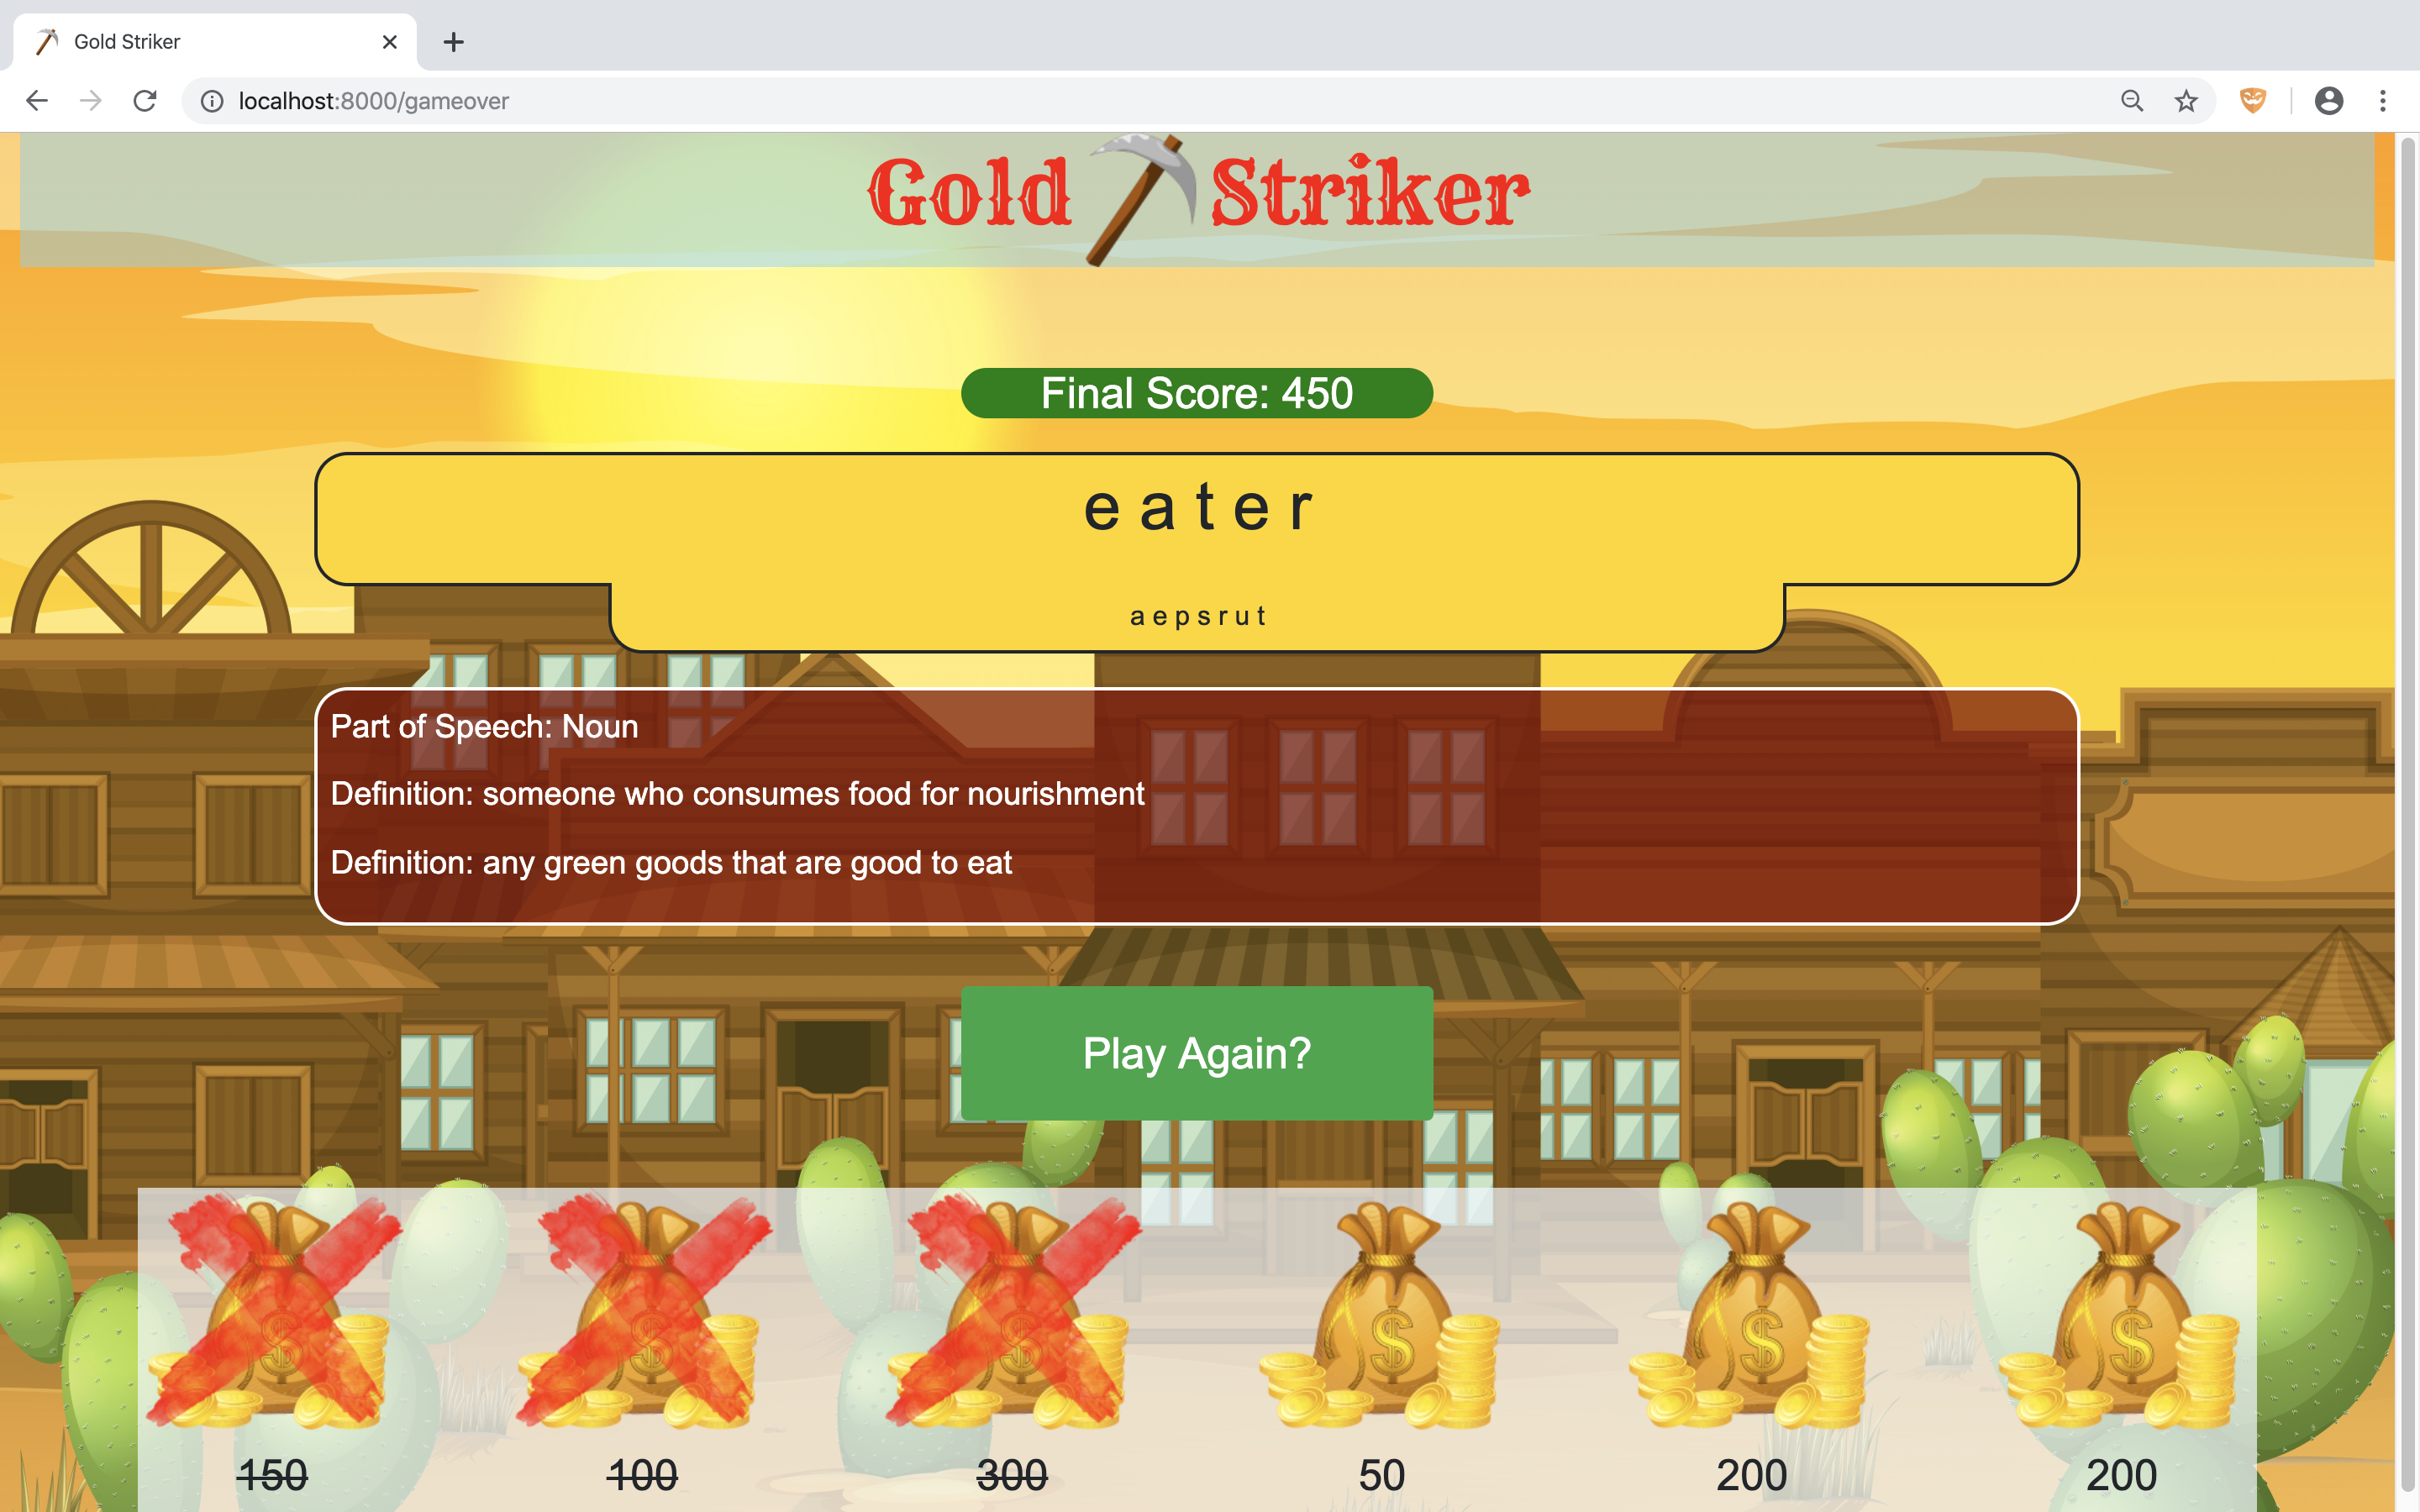 Gold Striker
localhost:8000/gameover
Gold Striker
Final Score: 450
e a t e r
a e p s r u t
Part of Speech: Noun
Definition: someone who consumes food for nourishment
Definition: any green goods that are good to eat
Play Again?
150 100 300 50 200 200